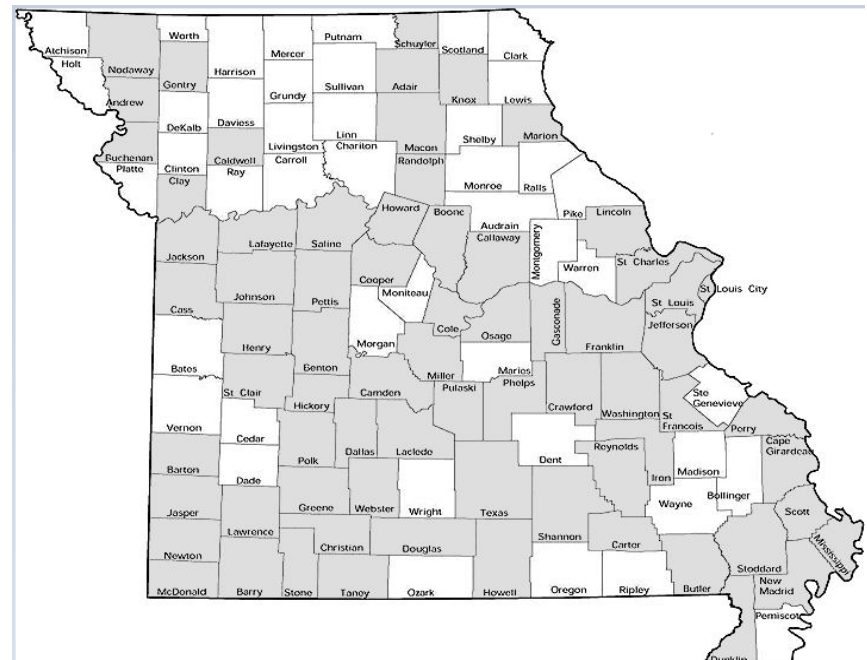 Atchison
Worth
Putnam
Schuyler
Scotland
Clark
Holt
Nodaway
Gentry
Harrison
Mercer
Grundy
Sullivan
Adair
Knox
Lewis
Andrew
DeKalb
Daviess
Livingston
Linn
Macon
Shelby
Marion
Buchenan
Platte
Clinton
Clay
Caldwell
Ray
Carroll
Chariton
Randolph
Monroe
Ralls
Audrain
Pike
Lincoln
Howard
Boone
Callaway
Montgomery
Warren
St Charles
St Louis City
St Louis
Jackson
Lafayette
Saline
Cooper
Moniteau
Cass
Johnson
Pettis
Morgan
Cole
Osage
Gasconade
Franklin
Jefferson
Bates
Henry
Benton
Miller
Maries
Phelps
Pulaski
Camden
Crawford
Washington
St
Francois
Ste
Genevieve
Perry
Vernon
St Clair
Hickory
Cedar
Polk
Dallas
Laclede
Dent
Reynolds
Iron
Madison
Cape
Girardeau
Bollinger
Barton
Dade
Greene
Webster
Wright
Texas
Wayne
Scott
Jasper
Lawrence
Christian
Douglas
Shannon
Carter
Stoddard
Mississippi
Newton
McDonald
Barry
Stone
Taney
Ozark
Howell
Oregon
Ripley
Butler
New
Madrid
Pemiscot
Dunklin